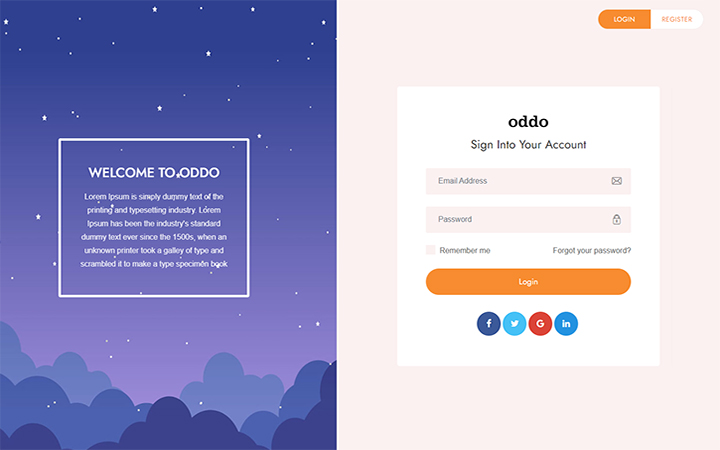 LOGIN REGISTER
WELCOME TO ODDO
Lorem Ipsum is simply dummy text of the
printing and typesetting industry. Lorem
Ipsum has been the industry's standard
dummy text ever since the 1500s, when an
unknown printer took a galley of type and
scrambled it to make a type specimen book
oddo
Sign Into Your Account
Email Address
Password
Remember me Forgot your password?
Login
f G in